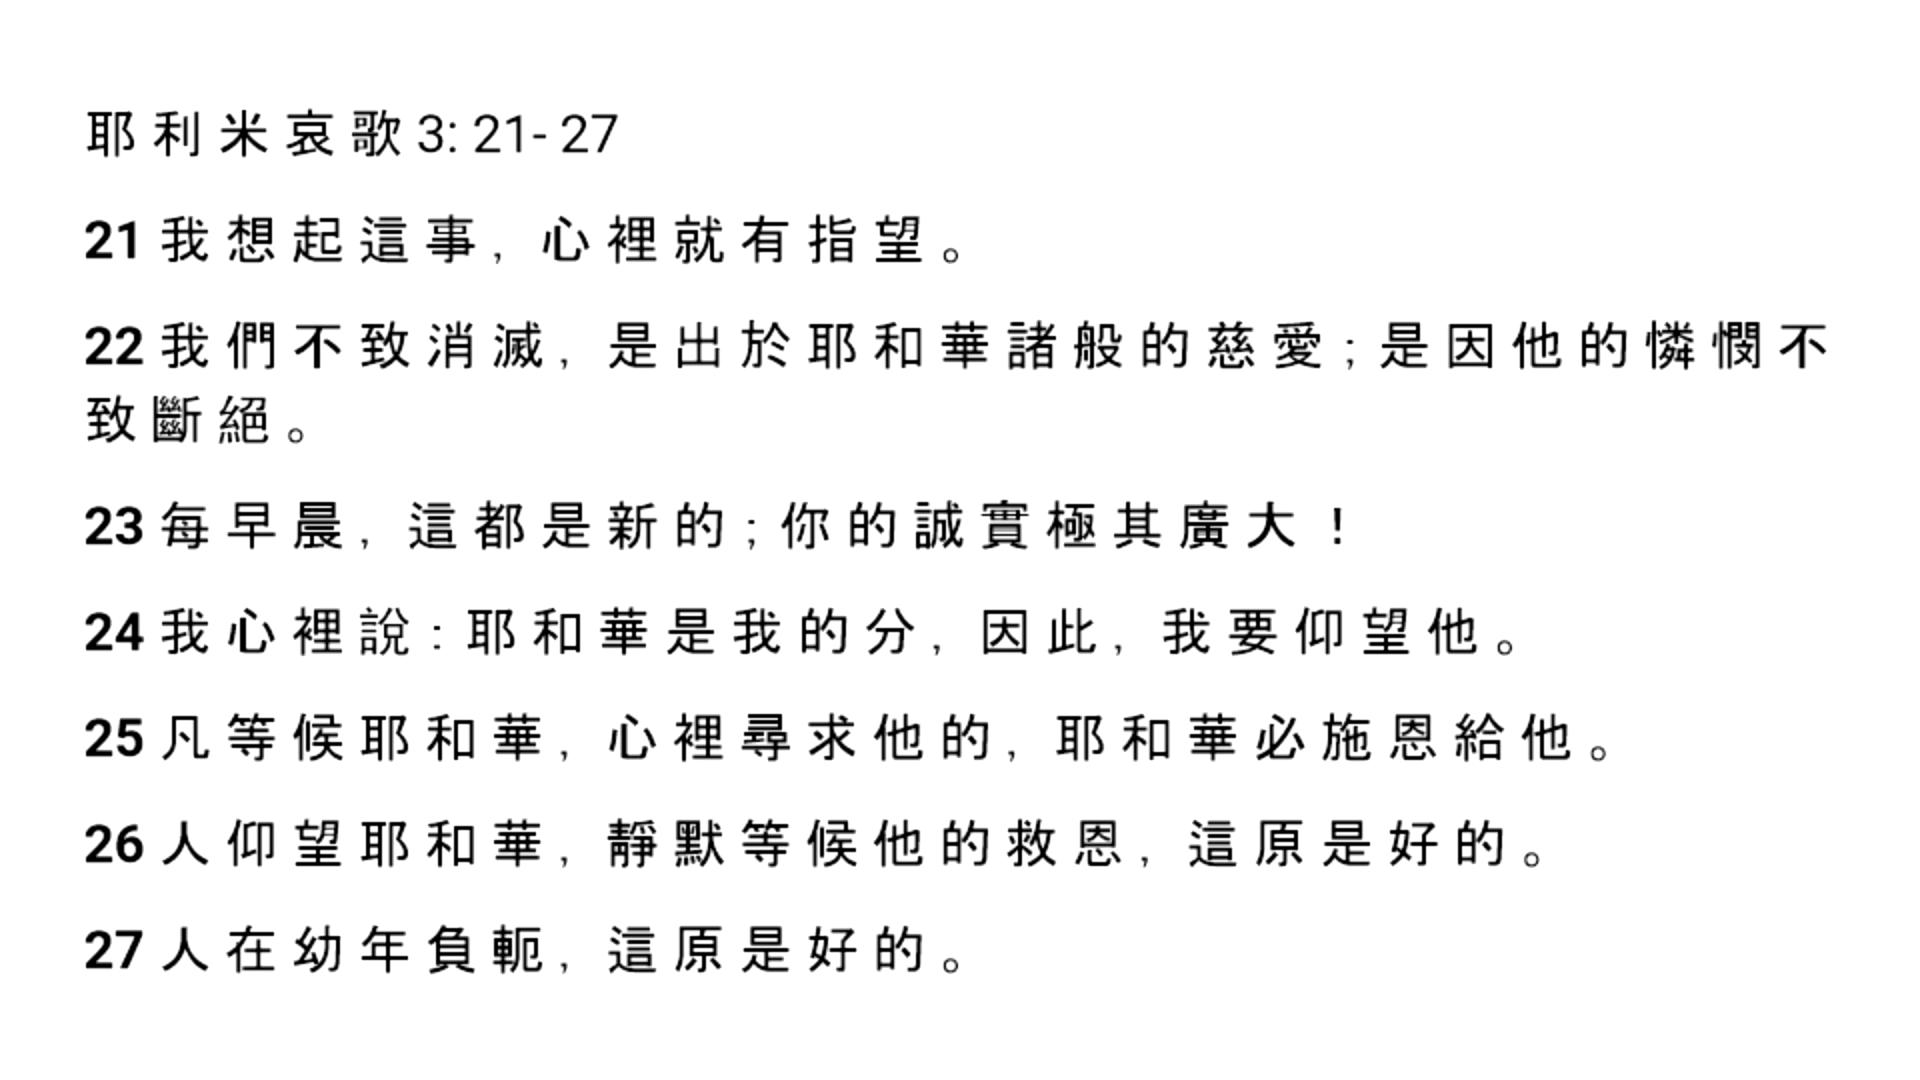 耶利米哀歌 3: 21- 27
21 我想起這事, 心裡就有指望。
22 我們不致消滅, 是出於耶和華諸般的慈愛;是因他的憐憫不
致斷絕。
23 每早晨, 這都是新的;你的誠實極其廣大!
24 我心裡說:耶和華是我的分, 因此, 我要仰望他。
25 凡等候耶和華, 心裡尋求他的, 耶和華必施恩給他。
26 人仰望耶和華, 靜默等候他的救恩, 這原是好的。
27 人在幼年負軛, 這原是好的。